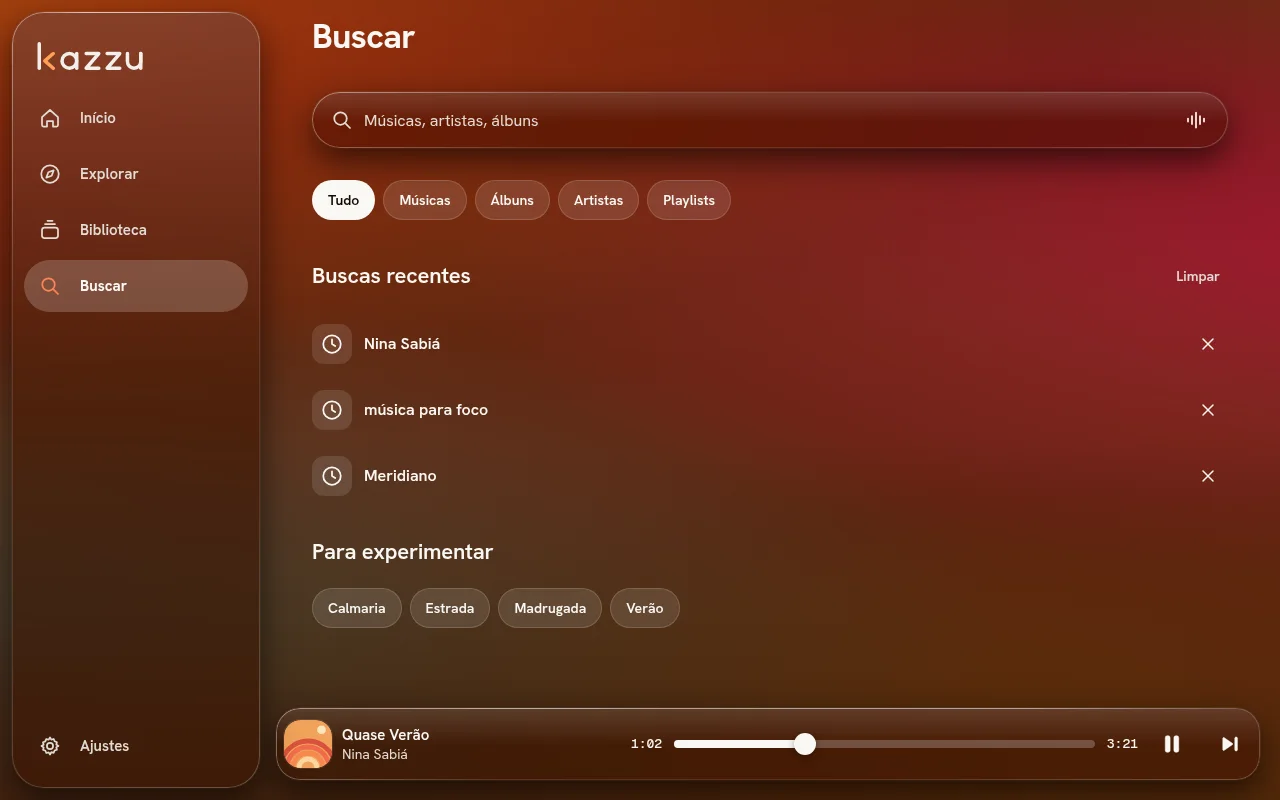 kazzu
Início
Explorar
Biblioteca
Buscar
Ajustes
Buscar
Músicas, artistas, álbuns
Tudo
Músicas
Álbuns
Artistas
Playlists
Buscas recentes
Limpar
Nina Sabiá
música para foco
Meridiano
Para experimentar
Calmaria
Estrada
Madrugada
Verão
Quase Verão
Nina Sabiá
1:02
3:21